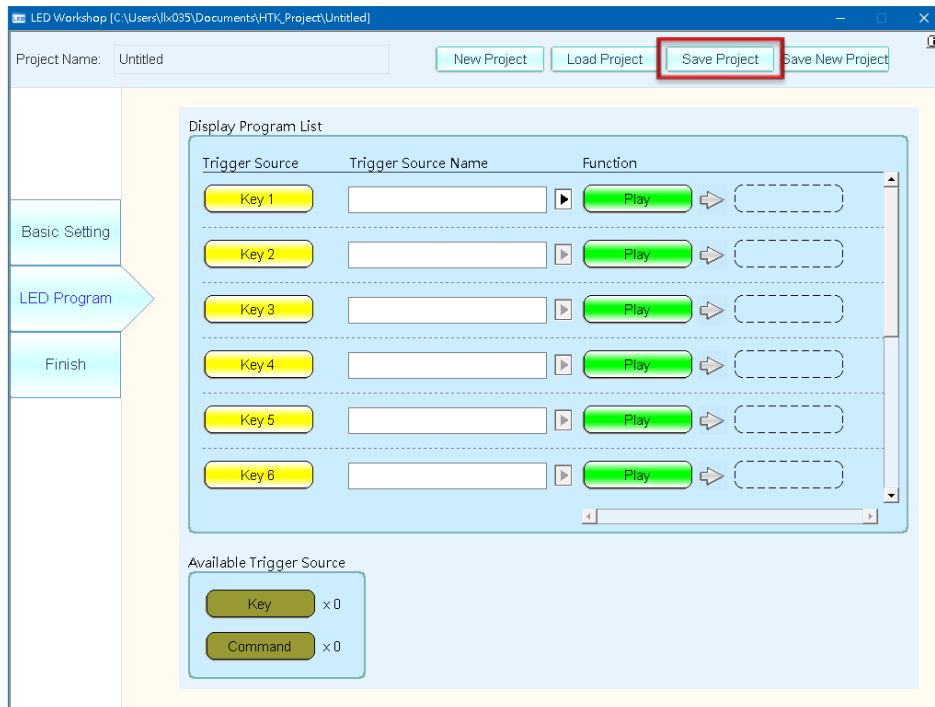 LED Workshop [C:\Users\llx035\Documents\HTK_Project\Untitled]
Project Name: Untitled New Project Load Project Save Project Save New Project
Display Program List
Trigger Source Trigger Source Name Function
Key 1 Play
Key 2 Play
Basic Setting
Key 3 Play
LED Program
Key 4 Play
Finish
Key 5 Play
Key 6 Play
Available Trigger Source
Key x 0
Command x 0